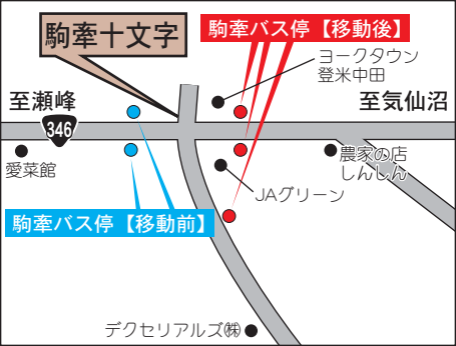 駒牽十文字
駒牽バス停【移動後】
ヨークタウン
登米中田
至瀬峰
346
至気仙沼
愛菜館
農家の店
しんしん
JAグリーン
駒牽バス停【移動前】
デクセリアルズ㈱